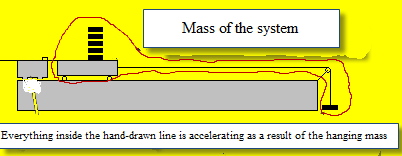 Mass of the system
Everything inside the hand-drawn line is accelerating as a result of the hanging mass